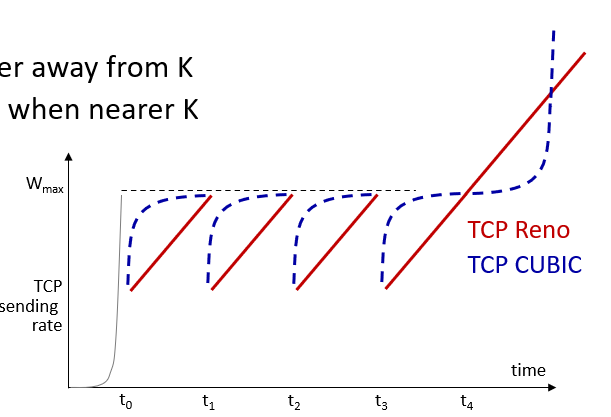 er away from K
when nearer K
Wmax
TCP
sending
rate
TCP Reno
TCP CUBIC
time
t0 t1 t2 t3 t4